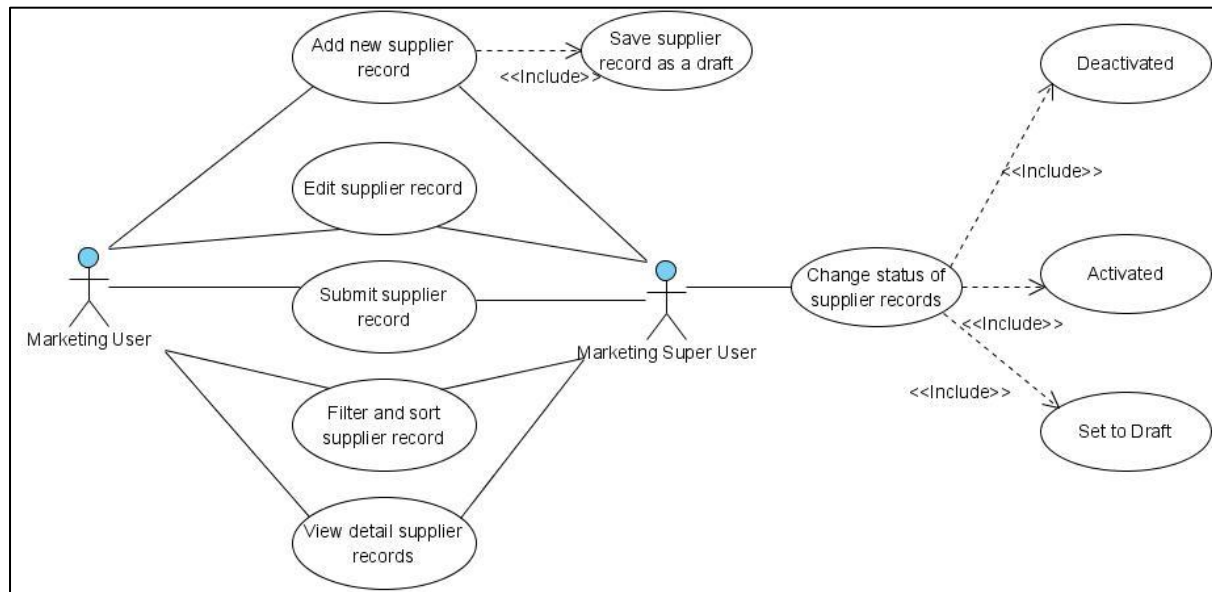 Add new supplier
record
<<Include>>
Save supplier
record as a draft
Edit supplier record
Marketing User
Submit supplier
record
Marketing Super User
Filter and sort
supplier record
View detail supplier
records
Change status of
supplier records
<<Include>>
Deactivated
<<Include>>
Activated
<<Include>>
Set to Draft